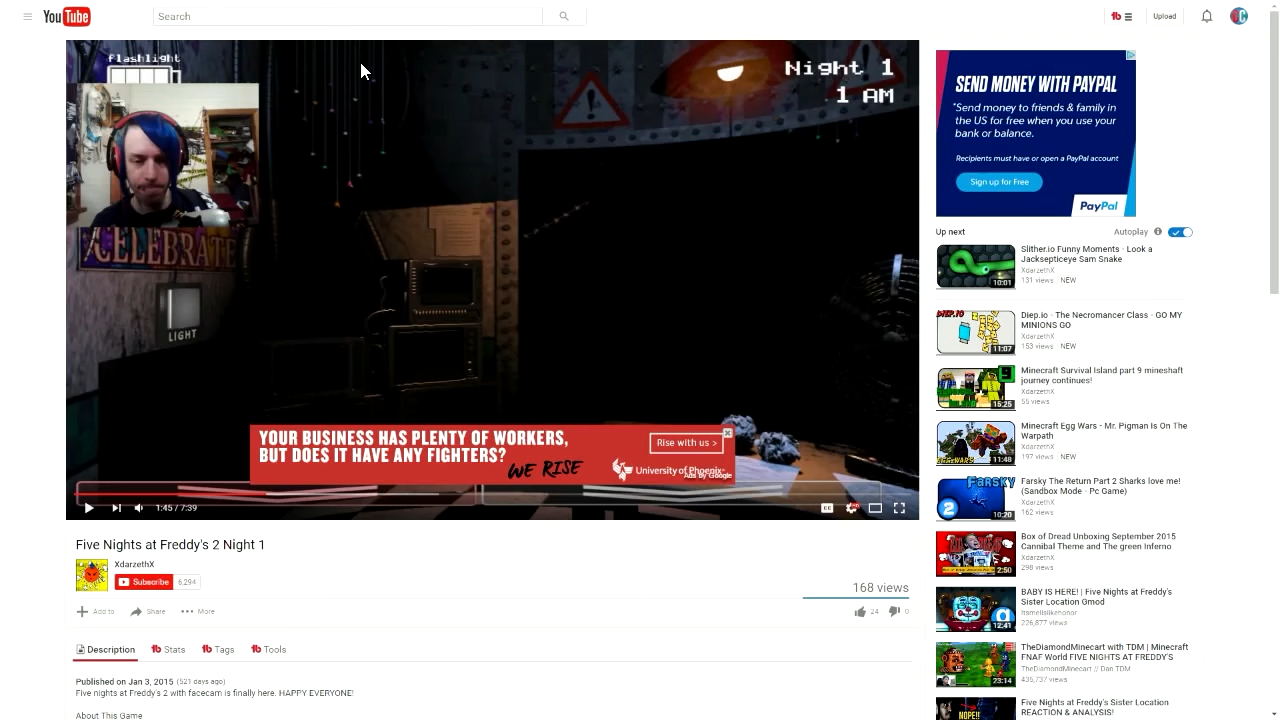 YouTube
Search
Upload
flashlight
Night 1
1 AM
CELEBRATE
LIGHT
YOUR BUSINESS HAS PLENTY OF WORKERS,
BUT DOES IT HAVE ANY FIGHTERS?
WE RISE
Rise with us >
University of Phoenix
Ads by Google
1:45 / 7:39
Five Nights at Freddy's 2 Night 1
XdarzethX
Subscribe 6,294
168 views
Add to Share More
24 0
Description Stats Tags Tools
Published on Jan 3, 2015 (521 days ago)
Five nights at Freddy's 2 with facecam is finally here. HAPPY EVERYONE!
About This Game
SEND MONEY WITH PAYPAL
"Send money to friends & family in
the US for free when you use your
bank or balance.
Recipients must have or open a PayPal account
Sign up for Free
PayPal
Up next
Autoplay
Slither.io Funny Moments - Look a
Jacksepticeye Sam Snake
XdarzethX
131 views · NEW
10:01
Diep.io - The Necromancer Class - GO MY
MINIONS GO
XdarzethX
153 views · NEW
DIEP.IO
11:07
Minecraft Survival Island part 9 mineshaft
journey continues!
XdarzethX
55 views
9
15:25
Minecraft Egg Wars - Mr. Pigman Is On The
Warpath
XdarzethX
197 views · NEW
EGGWARS
11:48
Farsky The Return Part 2 Sharks love me!
(Sandbox Mode - Pc Game)
XdarzethX
162 views
FarSKY
2
10:20
Box of Dread Unboxing September 2015
Cannibal Theme and The green Inferno
XdarzethX
298 views
2:50
BABY IS HERE! | Five Nights at Freddy's
Sister Location Gmod
226,877 views
12:41
TheDiamondMinecart with TDM | Minecraft
FNAF World FIVE NIGHTS AT FREDDY'S
TheDiamondMinecart // Dan TDM
435,737 views
23:14
Five Nights at Freddy's Sister Location
REACTION & ANALYSIS!
NOPE!!